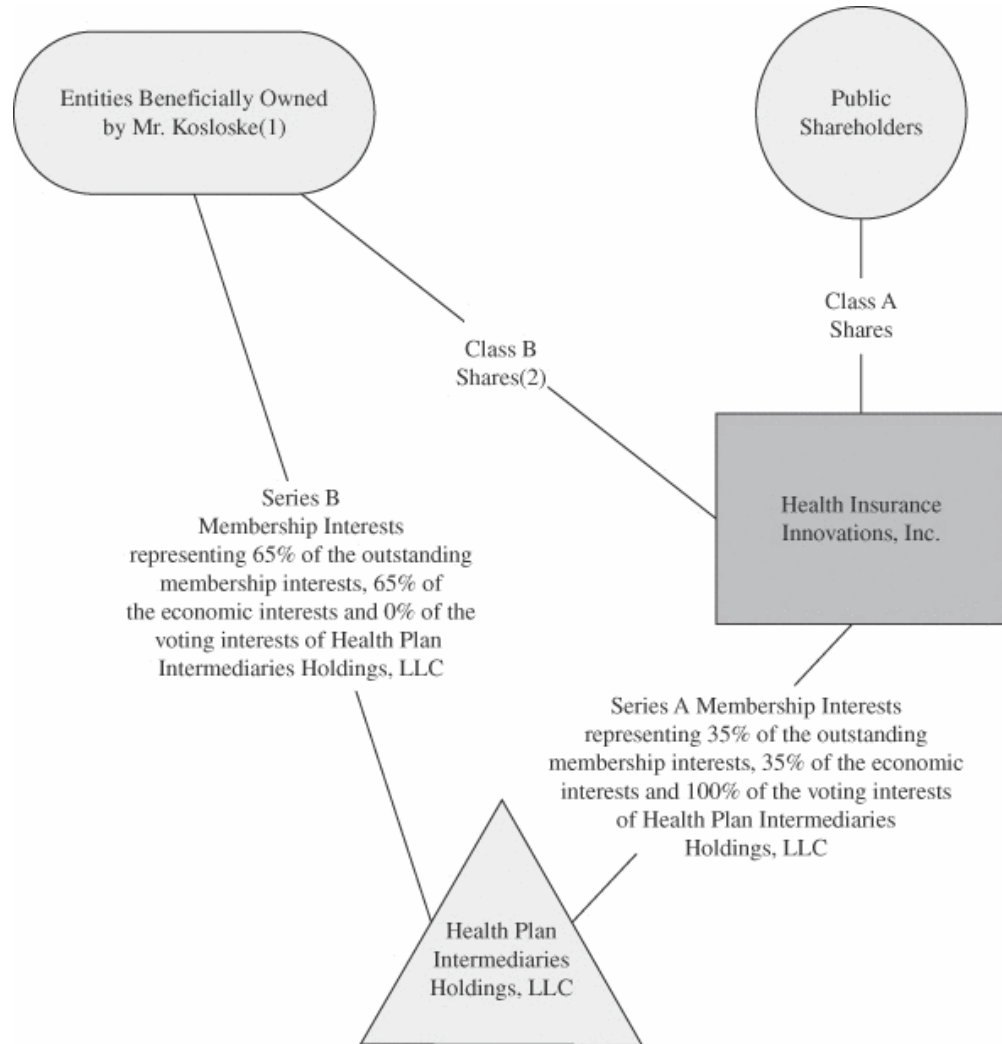 Entities Beneficially Owned
by Mr. Kosloske(1)
Public
Shareholders
Class A
Shares
Class B
Shares(2)
Health Insurance
Innovations, Inc.
Series B
Membership Interests
representing 65% of the outstanding
membership interests, 65% of
the economic interests and 0% of the
voting interests of Health Plan
Intermediaries Holdings, LLC
Series A Membership Interests
representing 35% of the outstanding
membership interests, 35% of the economic
interests and 100% of the voting interests
of Health Plan Intermediaries
Holdings, LLC
Health Plan
Intermediaries
Holdings, LLC